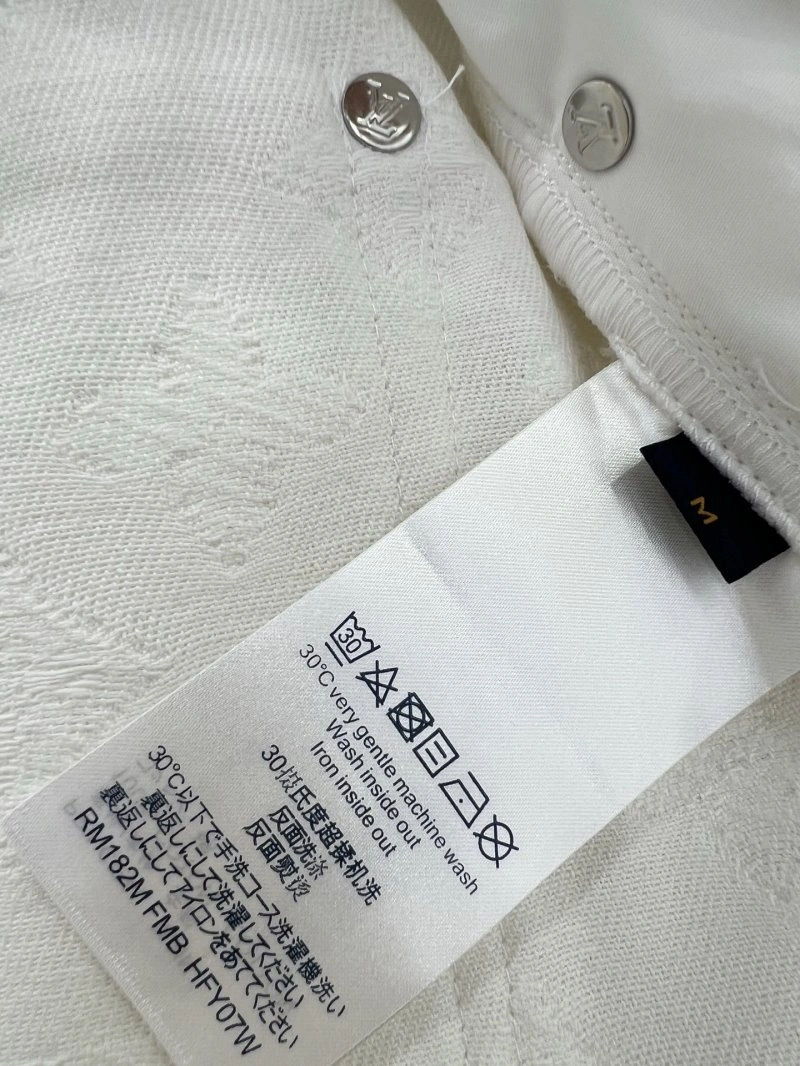 LV
LV
M
30
30°C very gentle machine wash
Wash inside out
Iron inside out
30摄氏度超揉机洗
反面洗涤
反面熨烫
30℃以下で手洗コース洗濯機洗い
裏返しにして洗濯してください
裏返しにしてアイロンをあててください
RM182M FMB HFY07W